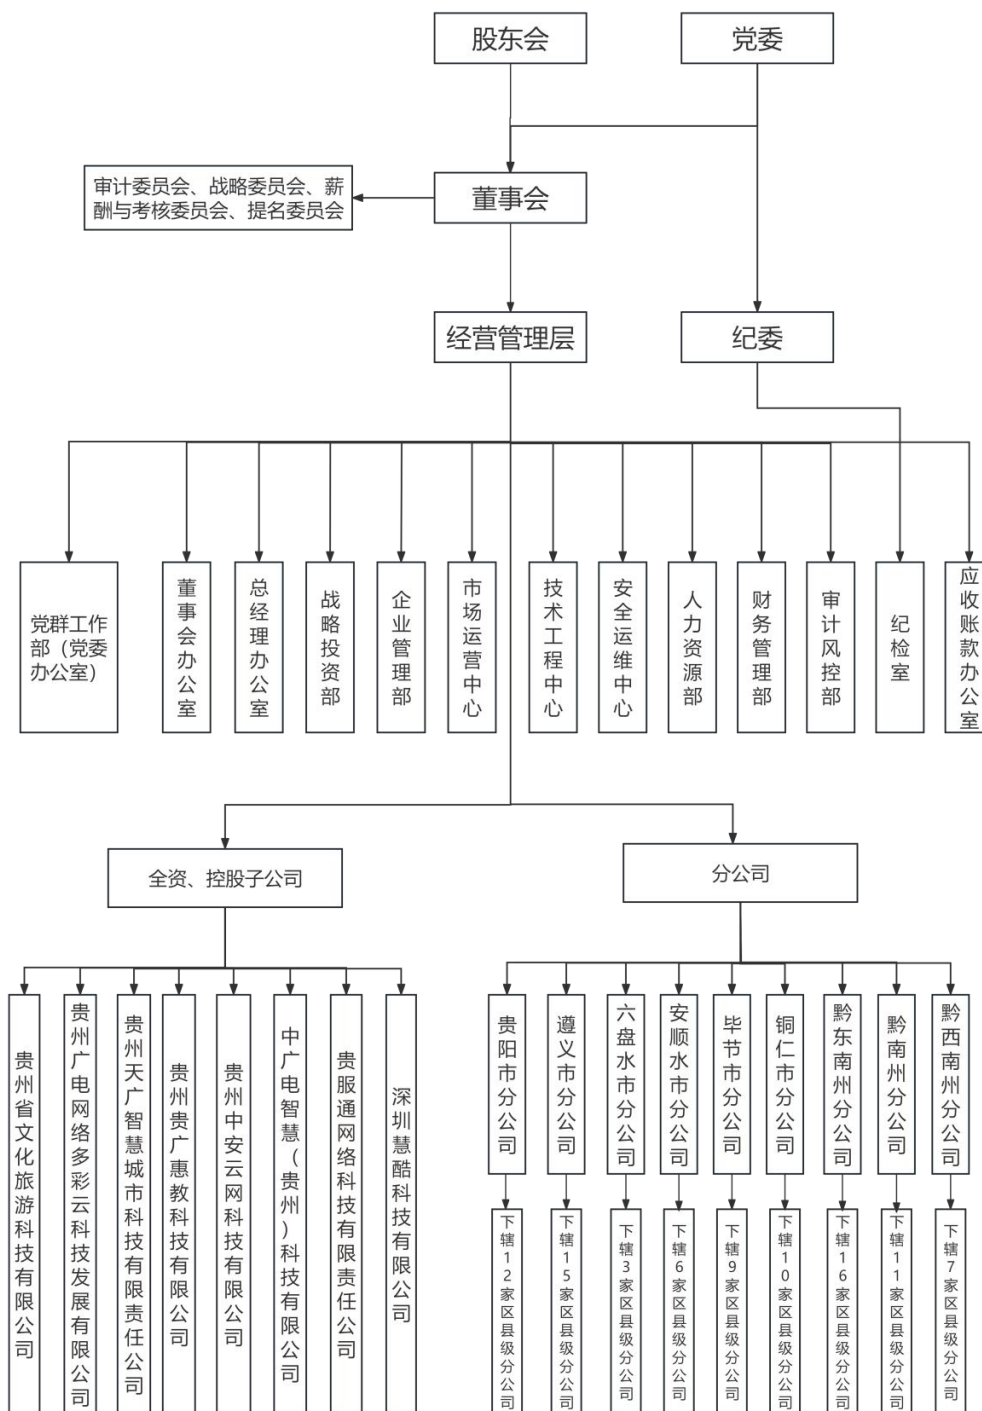 股东会
党委
审计委员会、战略委员会、薪
酬与考核委员会、提名委员会
董事会
经营管理层
纪委
党群工作
部（党委
办公室）
董事会办公室
总经理办公室
战略投资部
企业管理部
市场运营中心
技术工程中心
安全运维中心
人力资源部
财务管理部
审计风控部
纪检室
应收账款办公室
全资、控股子公司
分公司
贵州省文化旅游科技有限公司
贵州广电网络多彩云科技发展有限公司
贵州天广智慧城市科技有限责任公司
贵州贵广惠教科技有限公司
贵州中安云网科技有限公司
中广电智慧（贵州）科技有限公司
贵服通网络科技有限责任公司
深圳慧酷科技有限公司
贵阳市分公司
遵义市分公司
六盘水市分公司
安顺水市分公司
毕节市分公司
铜仁市分公司
黔东南州分公司
黔南州分公司
黔西南州分公司
下辖12家区县级分公司
下辖15家区县级分公司
下辖3家区县级分公司
下辖6家区县级分公司
下辖9家区县级分公司
下辖10家区县级分公司
下辖16家区县级分公司
下辖11家区县级分公司
下辖7家区县级分公司